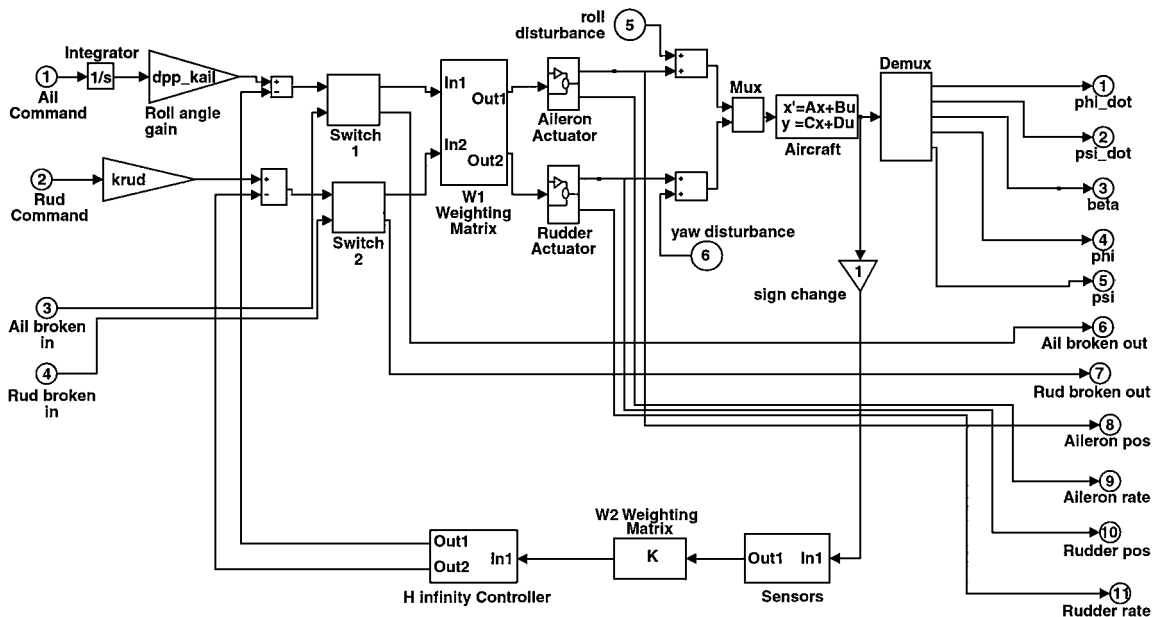 roll
disturbance
5
Integrator
1
1/s
dpp_kail
+
−
Ail
Command
Roll angle
gain
Switch
1
In1
Out1
In2
Out2
W1
Weighting
Matrix
Aileron
Actuator
+
+
Mux
x'=Ax+Bu
y =Cx+Du
Aircraft
Demux
1
phi_dot
2
psi_dot
3
beta
4
phi
5
psi
2
Rud
Command
krud
+
−
Switch
2
Rudder
Actuator
+
+
yaw disturbance
6
1
sign change
3
Ail broken
in
4
Rud broken
in
6
Ail broken out
7
Rud broken out
8
Aileron pos
9
Aileron rate
10
Rudder pos
11
Rudder rate
Out1
Out2
In1
H infinity Controller
W2 Weighting
Matrix
K
Out1
In1
Sensors